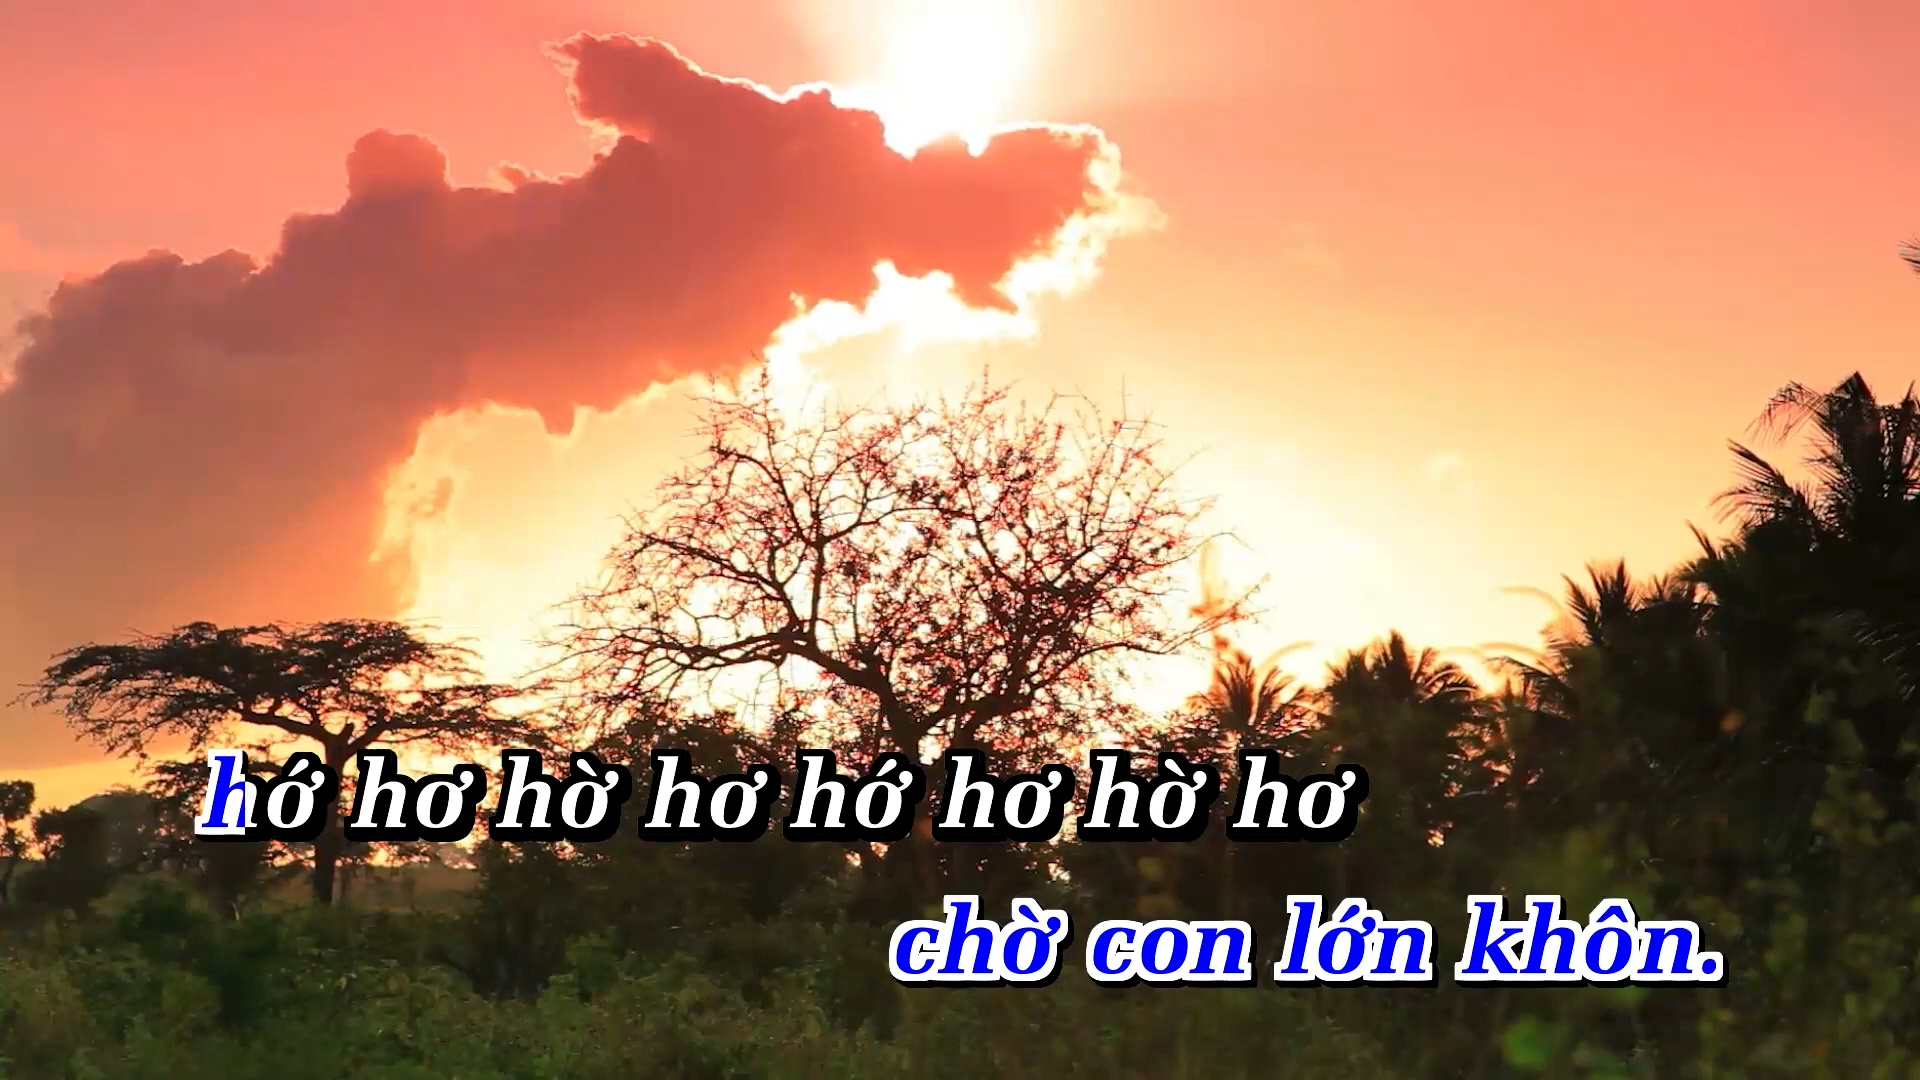 hớ hơ hờ hơ hớ hơ hờ hơ
chờ con lớn khôn.